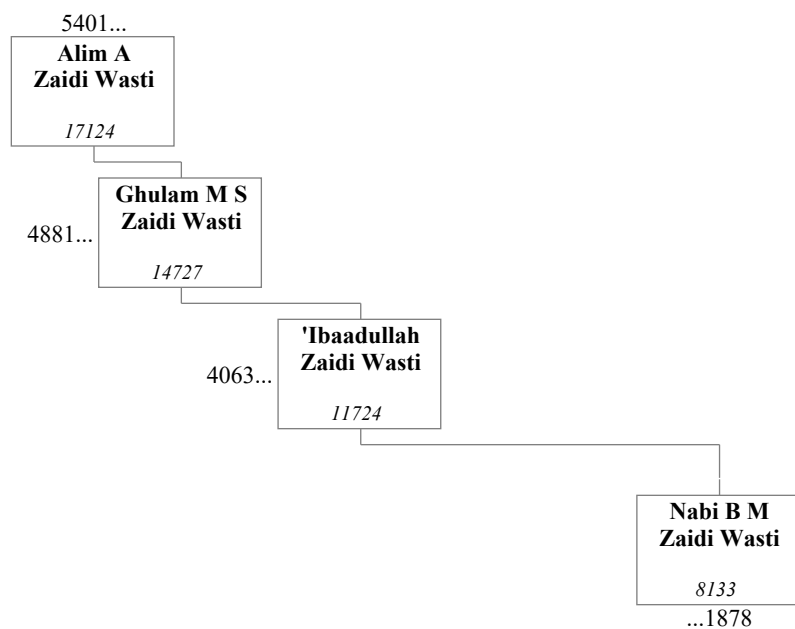 5401...
Alim A
Zaidi Wasti
17124
Ghulam M S
Zaidi Wasti
4881...
14727
'Ibaadullah
Zaidi Wasti
4063...
11724
Nabi B M
Zaidi Wasti
8133
...1878